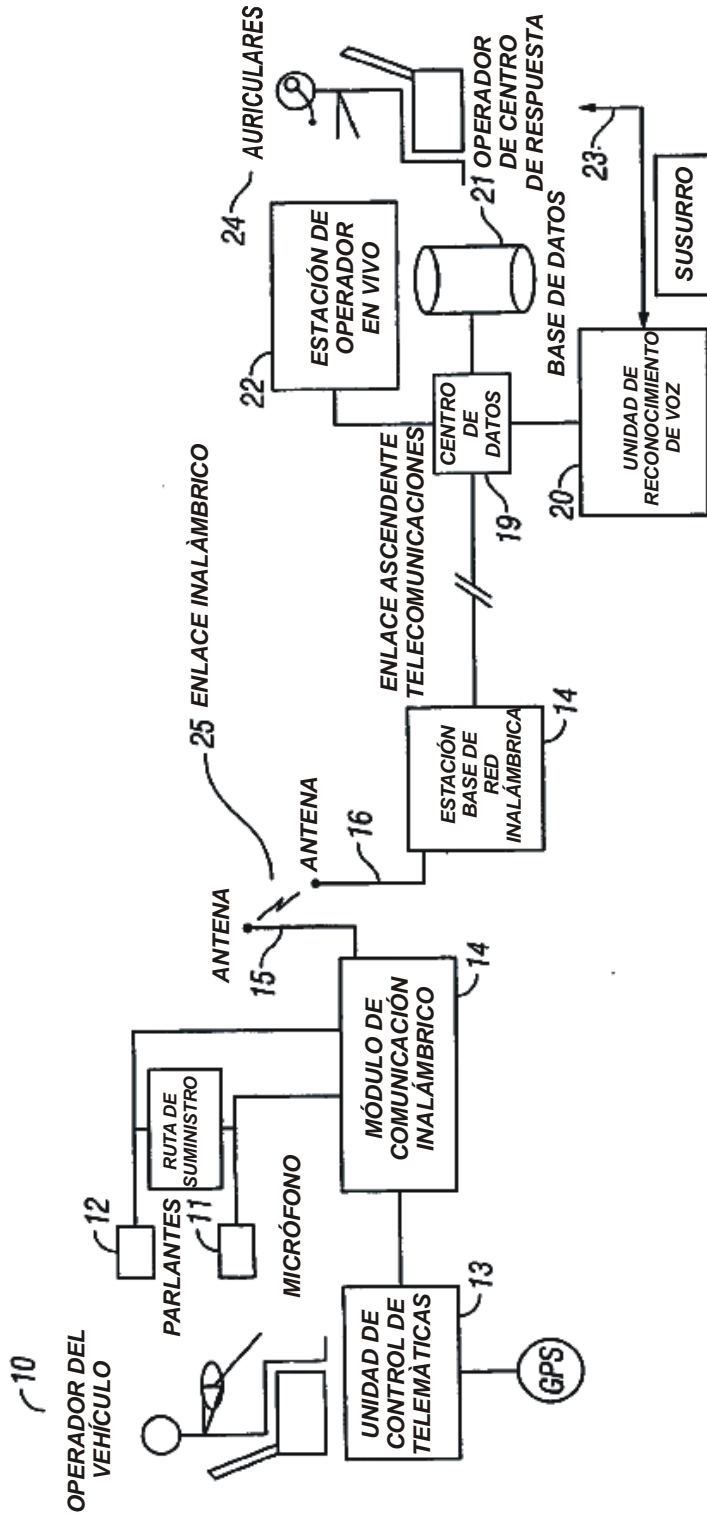 10
OPERADOR DEL
VEHÍCULO
12
PARLANTES
11
MICRÓFONO
RUTA DE
SUMINISTRO
UNIDAD DE
CONTROL DE
TELEMÀTICAS
13
GPS
MÓDULO DE
COMUNICACIÓN
INALÁMBRICO
14
ANTENA
15
ANTENA
16
25 ENLACE INALÀMBRICO
ESTACIÓN
BASE DE
RED
INALÁMBRICA
14
ENLACE ASCENDENTE
TELECOMUNICACIONES
CENTRO
DE
DATOS
19
22
ESTACIÓN DE
OPERADOR
EN VIVO
24 AURICULARES
21
BASE DE DATOS
OPERADOR
DE CENTRO
DE RESPUESTA
20
UNIDAD DE
RECONOCIMIENTO
DE VOZ
23
SUSURRO